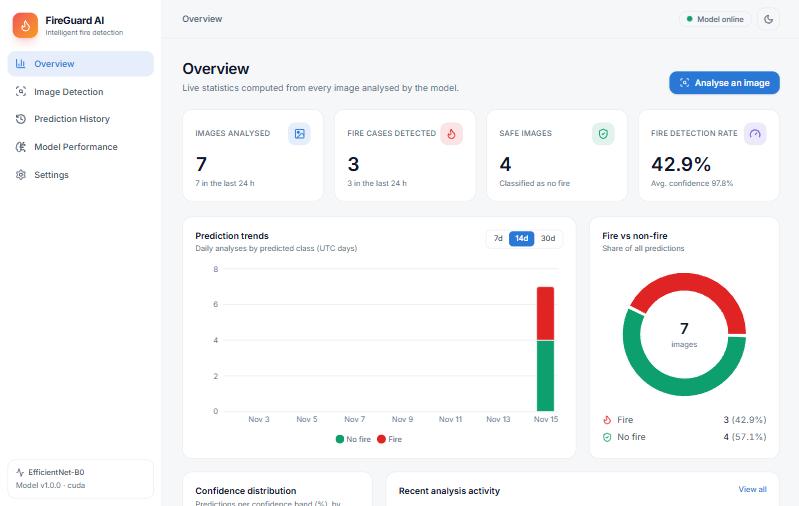 FireGuard AI
Intelligent fire detection
Overview
Image Detection
Prediction History
Model Performance
Settings
EfficientNet-B0
Model v1.0.0 · cuda
Overview
Model online
Overview
Live statistics computed from every image analysed by the model.
Analyse an image
IMAGES ANALYSED
7
7 in the last 24 h
FIRE CASES DETECTED
3
3 in the last 24 h
SAFE IMAGES
4
Classified as no fire
FIRE DETECTION RATE
42.9%
Avg. confidence 97.8%
Prediction trends
Daily analyses by predicted class (UTC days)
7d 14d 30d
8
6
4
2
0
Nov 3 Nov 5 Nov 7 Nov 9 Nov 11 Nov 13 Nov 15
No fire Fire
Fire vs non-fire
Share of all predictions
7
images
Fire 3 (42.9%)
No fire 4 (57.1%)
Confidence distribution
Predictions per confidence band (%), by
Recent analysis activity
View all